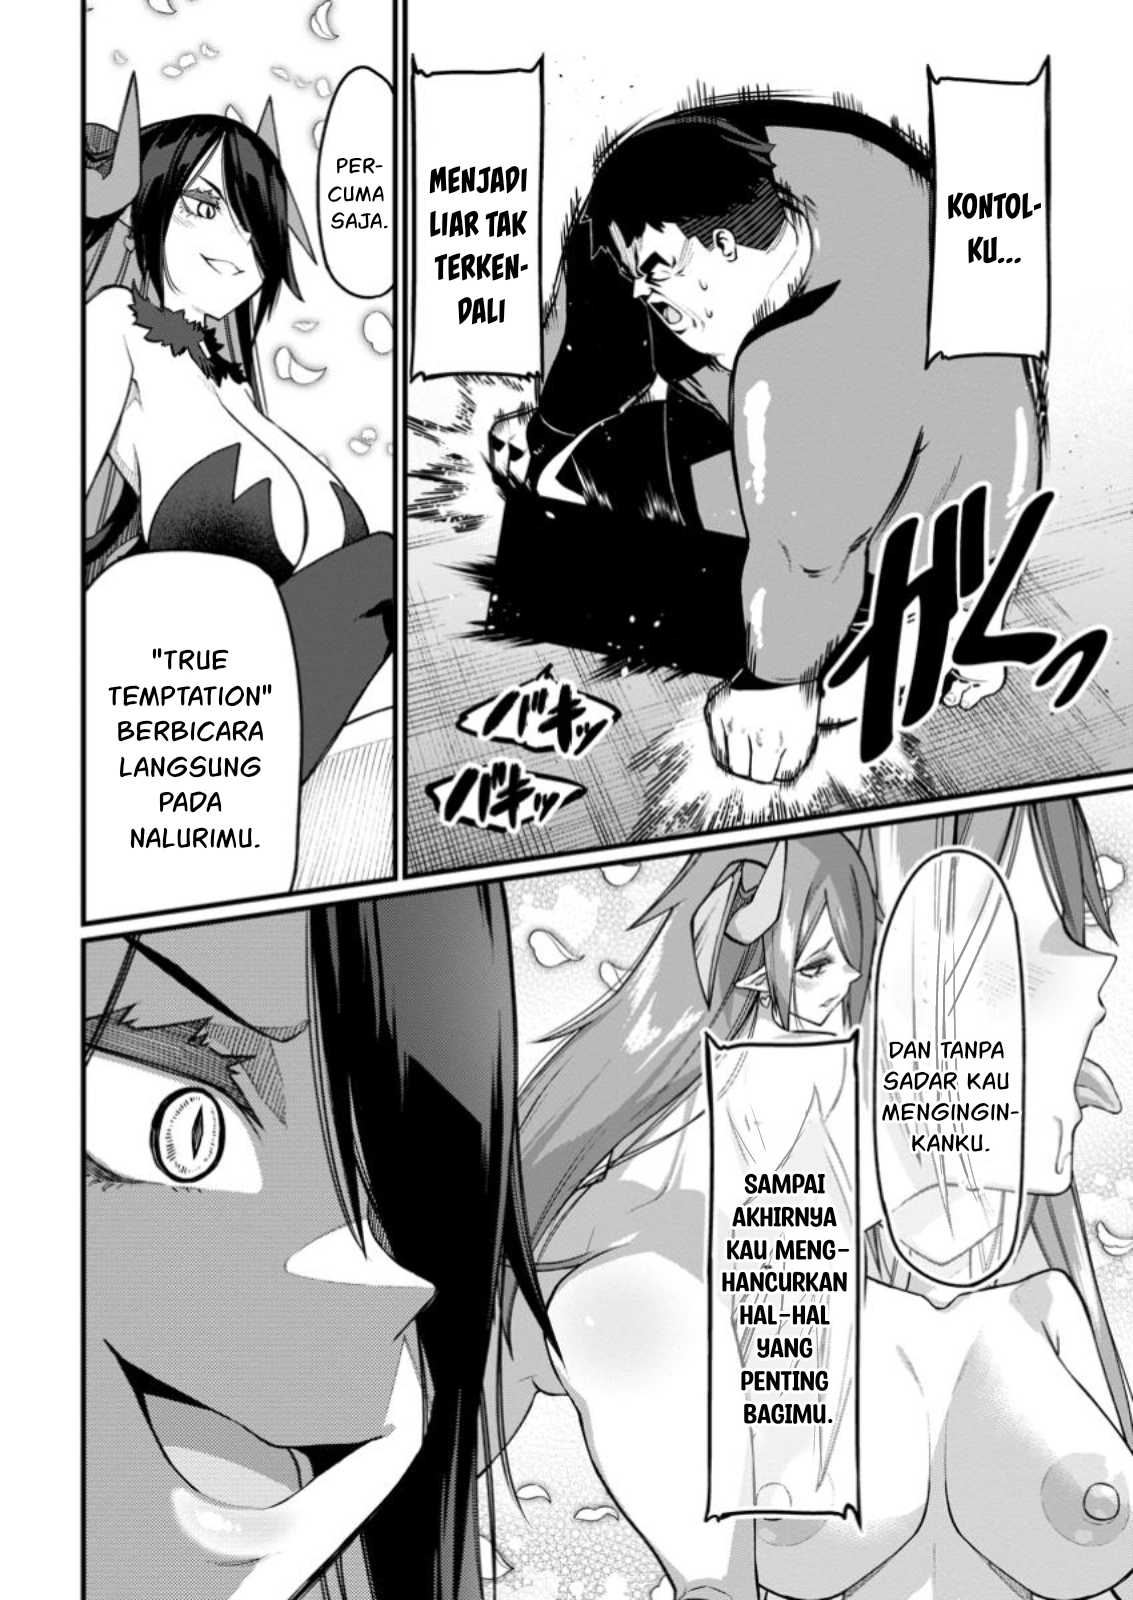 KONTOL-
KU...
MENJADI
LIAR TAK
TERKEN-
DALI
ガクッ
バキッ
バキッ
PER-
CUMA
SAJA.
"TRUE
TEMPTATION"
BERBICARA
LANGSUNG
PADA
NALURIMU.
DAN TANPA
SADAR KAU
MENGINGIN-
KANKU.
SAMPAI
AKHIRNYA
KAU MENG-
HANCURKAN
HAL-HAL
YANG
PENTING
BAGIMU.